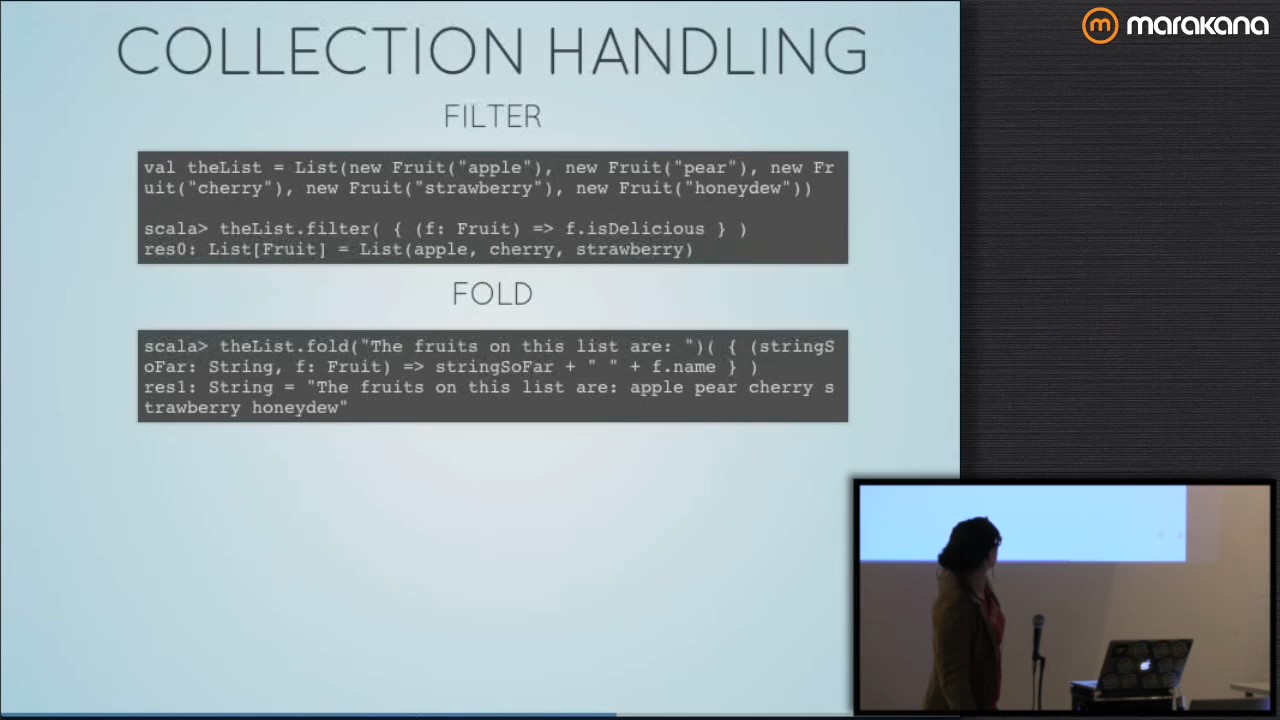 COLLECTION HANDLING
FILTER
val theList = List(new Fruit("apple"), new Fruit("pear"), new Fr
uit("cherry"), new Fruit("strawberry"), new Fruit("honeydew"))
scala> theList.filter( { (f: Fruit) => f.isDelicious } )
res0: List[Fruit] = List(apple, cherry, strawberry)
FOLD
scala> theList.fold("The fruits on this list are: ")( { (stringS
oFar: String, f: Fruit) => stringSoFar + " " + f.name } )
res1: String = "The fruits on this list are: apple pear cherry s
trawberry honeydew"
m marakana